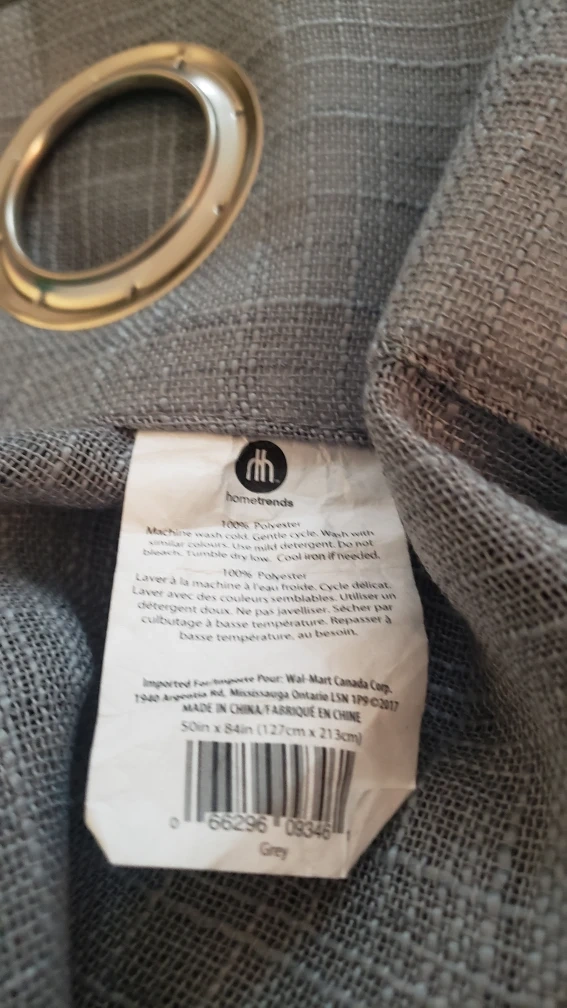 hometrends
100% Polyester
Machine wash cold. Gentle cycle. Wash with
similar colours. Use mild detergent. Do not
bleach. Tumble dry low. Cool iron if needed.
100% Polyester
Laver à la machine à l'eau froide. Cycle délicat.
Laver avec des couleurs semblables. Utiliser un
détergent doux. Ne pas javelliser. Sécher par
culbutage à basse température. Repasser à
basse température, au besoin.
Imported For/Importe Pour: Wal-Mart Canada Corp.
1940 Argentia Rd, Mississauga Ontario L5N 1P9 ©2017
MADE IN CHINA/FABRIQUÉ EN CHINE
50in x 84in (127cm x 213cm)
0 66296 09346 1
Grey